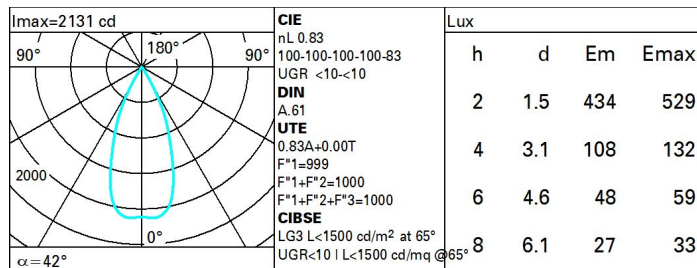 Imax=2131 cd
90°
180°
90°
2000
0°
α=42°
CIE
nL 0.83
100-100-100-100-83
UGR <10-<10
DIN
A.61
UTE
0.83A+0.00T
F"1=999
F"1+F"2=1000
F"1+F"2+F"3=1000
CIBSE
LG3 L<1500 cd/m² at 65°
UGR<10 | L<1500 cd/mq @65°
Lux
h d Em Emax
2 1.5 434 529
4 3.1 108 132
6 4.6 48 59
8 6.1 27 33